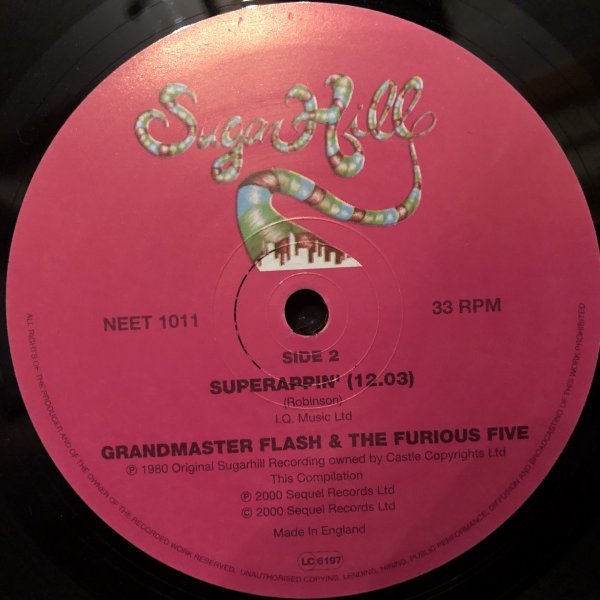 Sugar Hill
NEET 1011
33 RPM
SIDE 2
SUPERAPPIN' (12.03)
(Robinson)
I.Q. Music Ltd
GRANDMASTER FLASH & THE FURIOUS FIVE
℗ 1980 Original Sugarhill Recording owned by Castle Copyrights Ltd
This Compilation
℗ 2000 Sequel Records Ltd
© 2000 Sequel Records Ltd
Made In England
LC 6197
ALL RIGHTS OF THE PRODUCER AND OF THE OWNER OF THE RECORDED WORK RESERVED. UNAUTHORISED COPYING, LENDING, HIRING, PUBLIC PERFORMANCE, DIFFUSION AND BROADCASTING OF THIS WORK PROHIBITED